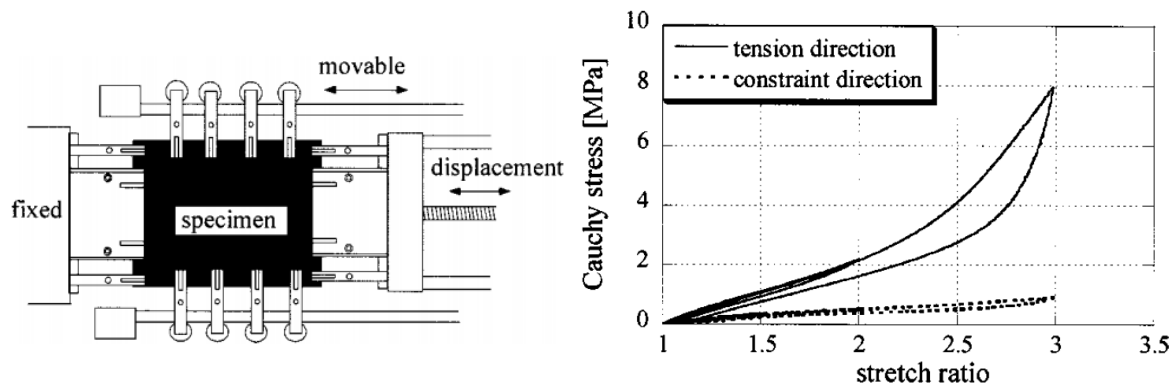 movable
displacement
fixed
specimen
Cauchy stress [MPa]
10
8
6
4
2
0
tension direction
constraint direction
1
1.5
2
2.5
3
3.5
stretch ratio